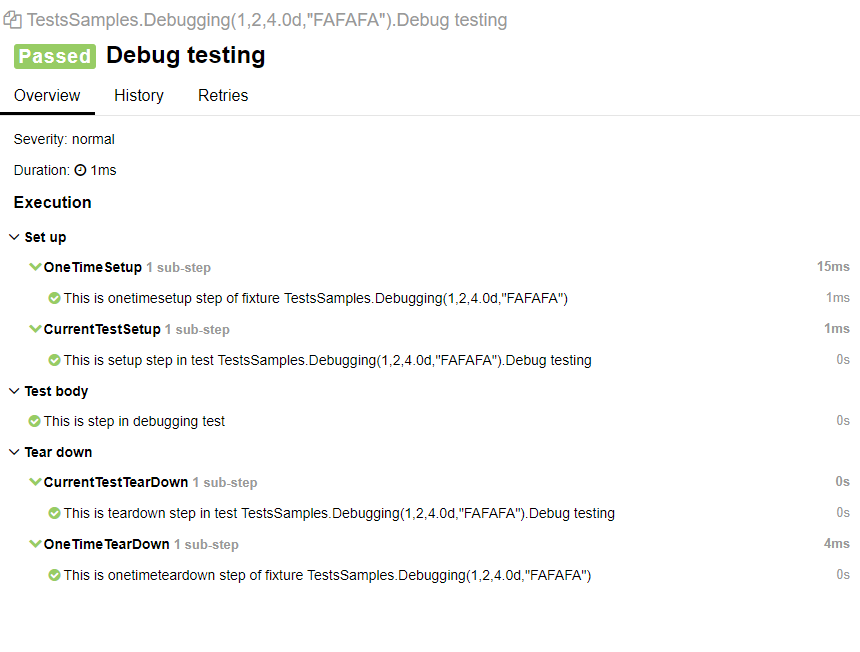 TestsSamples.Debugging(1,2,4.0d,"FAFAFA").Debug testing
Passed Debug testing
Overview History Retries
Severity: normal
Duration: 1ms
Execution
Set up
OneTimeSetup 1 sub-step 15ms
This is onetimesetup step of fixture TestsSamples.Debugging(1,2,4.0d,"FAFAFA") 1ms
CurrentTestSetup 1 sub-step 1ms
This is setup step in test TestsSamples.Debugging(1,2,4.0d,"FAFAFA").Debug testing 0s
Test body
This is step in debugging test 0s
Tear down
CurrentTestTearDown 1 sub-step 0s
This is teardown step in test TestsSamples.Debugging(1,2,4.0d,"FAFAFA").Debug testing 0s
OneTimeTearDown 1 sub-step 4ms
This is onetimeteardown step of fixture TestsSamples.Debugging(1,2,4.0d,"FAFAFA") 0s